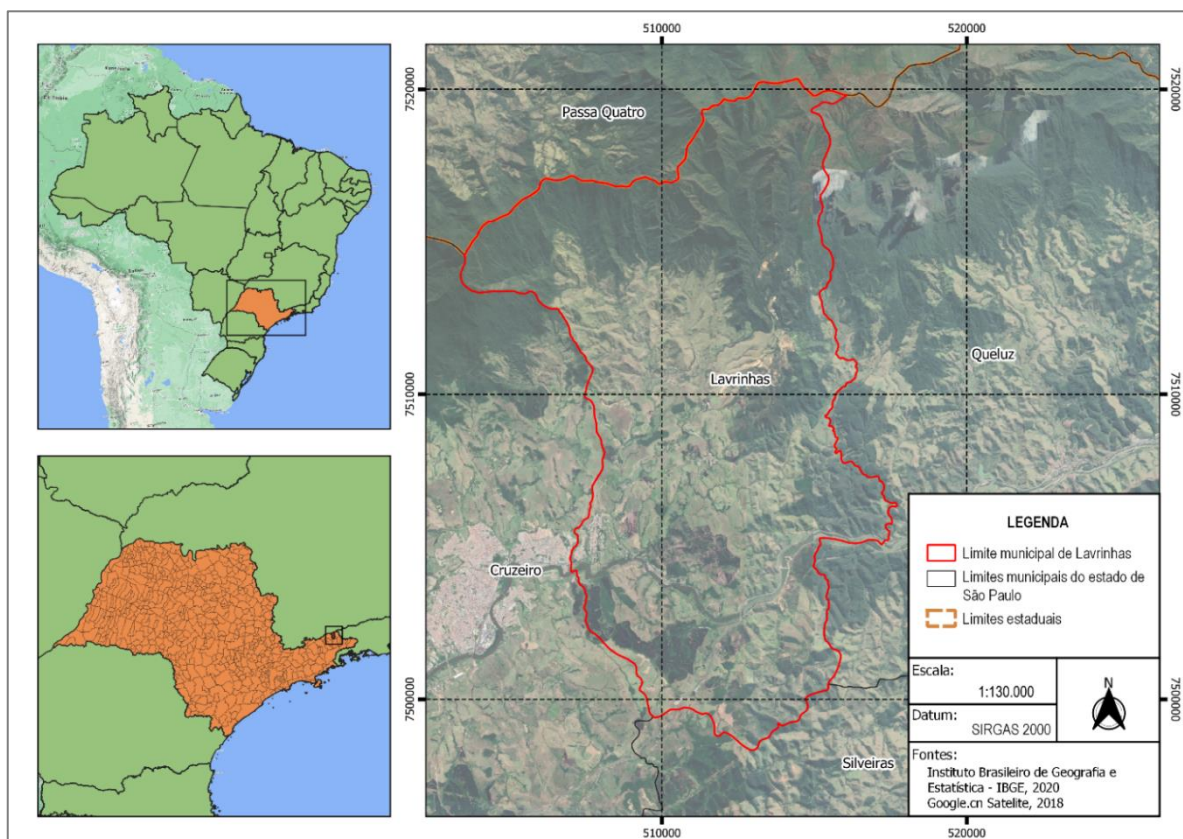 510000
520000
7520000
7520000
Passa Quatro
Queluz
Lavrinhas
7510000
7510000
Cruzeiro
LEGENDA
Limite municipal de Lavrinhas
Limites municipais do estado de
São Paulo
Limites estaduais
7500000
7500000
Silveiras
Escala:
1:130.000
Datum:
SIRGAS 2000
N
Fontes:
Instituto Brasileiro de Geografia e
Estatística - IBGE, 2020
Google.cn Satelite, 2018
510000
520000